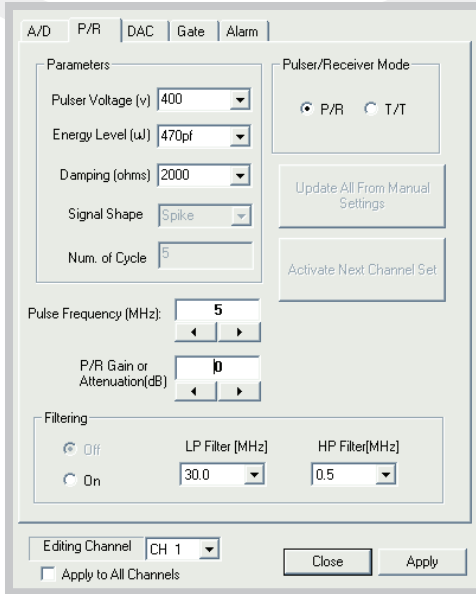 A/D P/R DAC Gate Alarm
Parameters
Pulser Voltage (v) 400
Energy Level (uJ) 470pf
Damping (ohms) 2000
Signal Shape Spike
Num. of Cycle 5
Pulser/Receiver Mode
P/R T/T
Update All From Manual
Settings
Activate Next Channel Set
Pulse Frequency (MHz): 5
P/R Gain or
Attenuation(dB) 0
Filtering
Off
On
LP Filter [MHz] HP Filter[MHz]
30.0 0.5
Editing Channel CH 1
Apply to All Channels
Close Apply